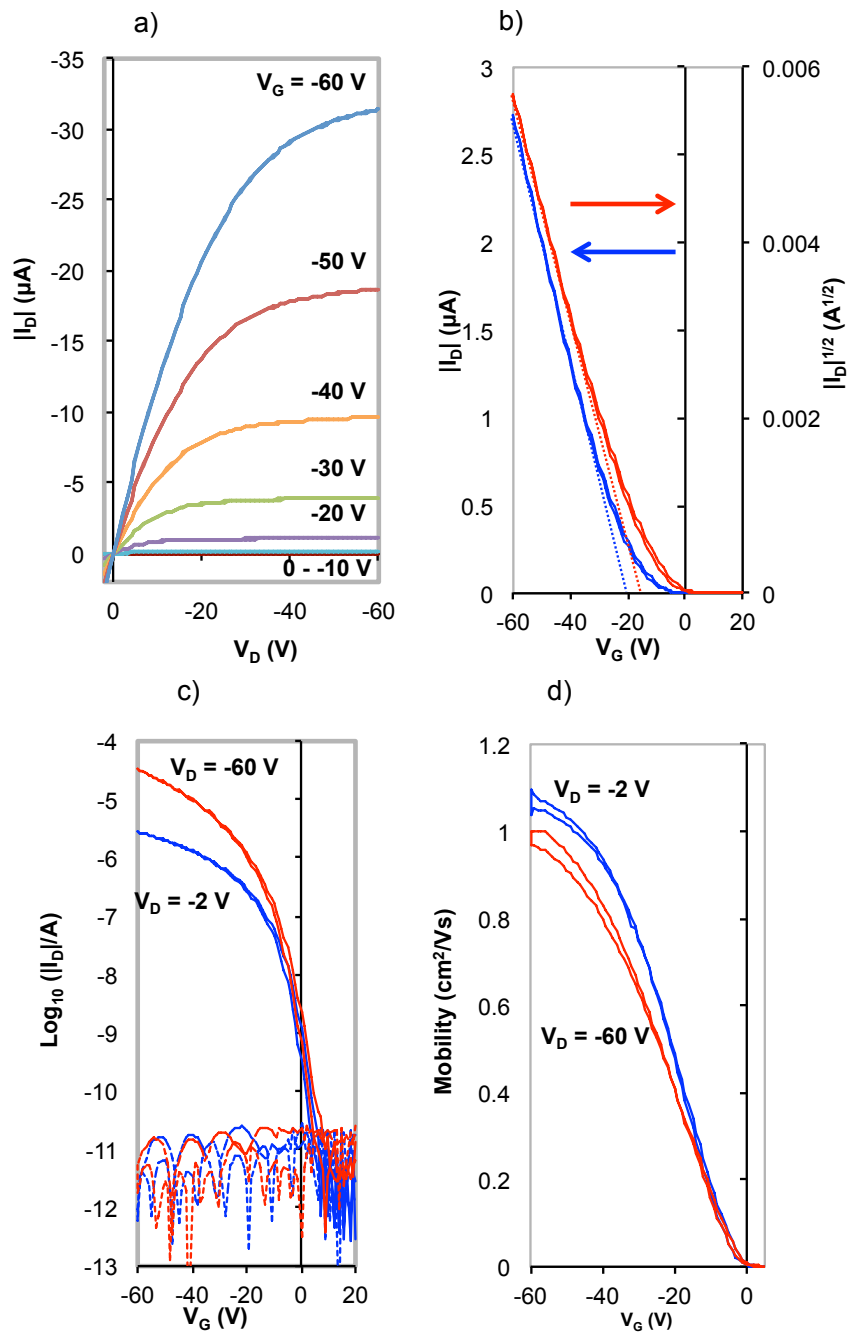 a)
-35
-30
-25
-20
-15
-10
-5
0
|I_D| (µA)
V_G = -60 V
-50 V
-40 V
-30 V
-20 V
0 - -10 V
0 -20 -40 -60
V_D (V)
b)
3
2.5
2
1.5
1
0.5
0
|I_D| (µA)
0.006
0.004
0.002
0
|I_D|^1/2 (A^1/2)
-60 -40 -20 0 20
V_G (V)
c)
-4
-5
-6
-7
-8
-9
-10
-11
-12
-13
Log₁₀ (|I_D|/A)
V_D = -60 V
V_D = -2 V
-60 -40 -20 0 20
V_G (V)
d)
1.2
1
0.8
0.6
0.4
0.2
0
Mobility (cm²/Vs)
V_D = -2 V
V_D = -60 V
-60 -40 -20 0
V_G (V)